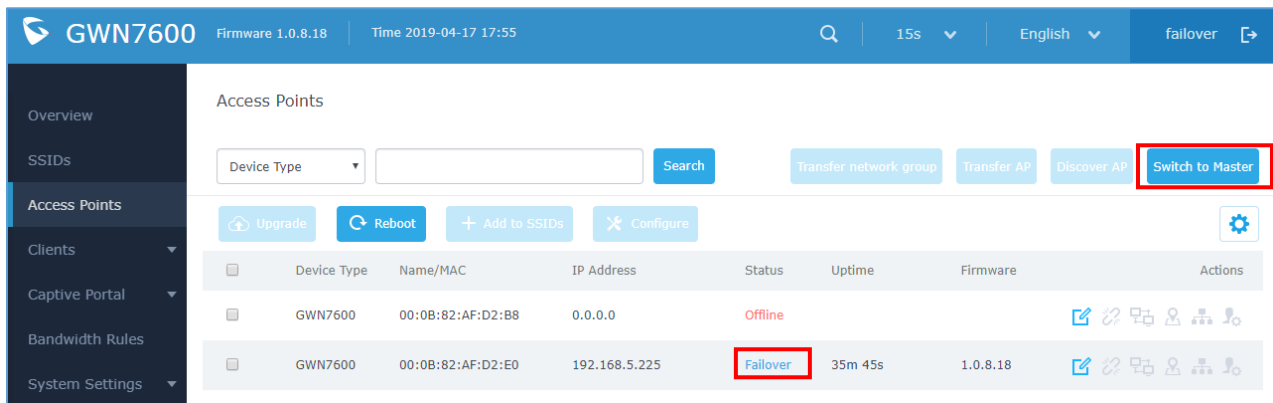 GWN7600 Firmware 1.0.8.18 Time 2019-04-17 17:55 15s English failover
Overview
SSIDs
Access Points
Clients
Captive Portal
Bandwidth Rules
System Settings
Access Points
Device Type Search Transfer network group Transfer AP Discover AP Switch to Master
Upgrade Reboot + Add to SSIDs Configure
Device Type Name/MAC IP Address Status Uptime Firmware Actions
GWN7600 00:0B:82:AF:D2:B8 0.0.0.0 Offline
GWN7600 00:0B:82:AF:D2:E0 192.168.5.225 Failover 35m 45s 1.0.8.18